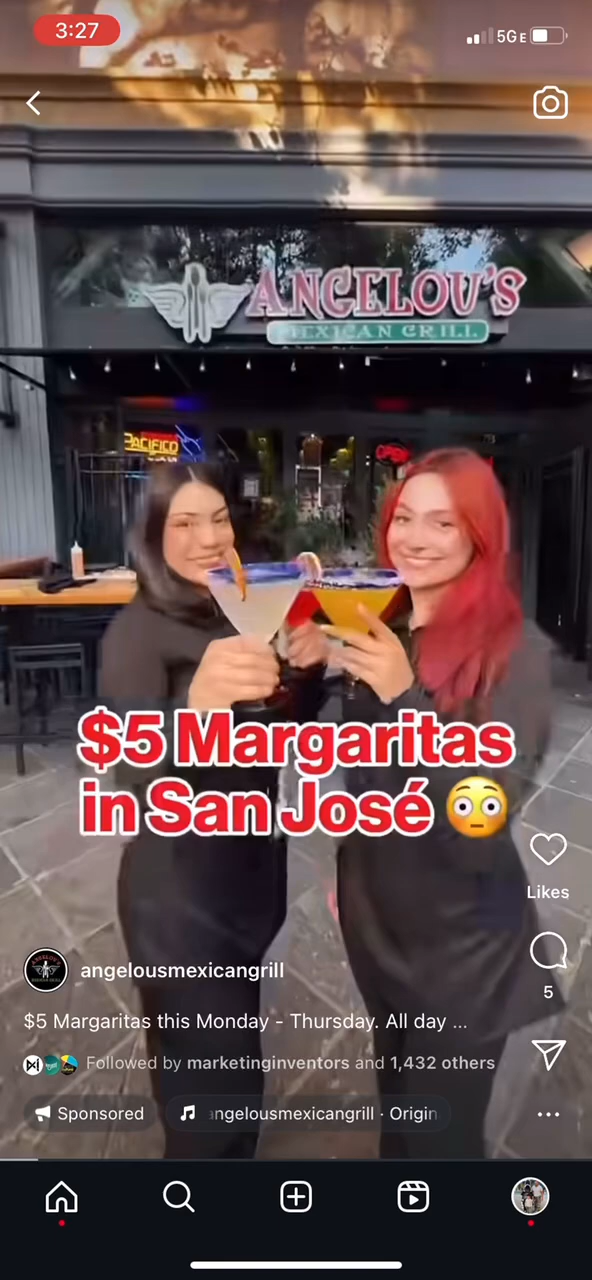 3:27
5GE
ANGELOU'S
MEXICAN GRILL
PACIFICO
$5 Margaritas
in San José 😳
Likes
angelousmexicangrill
5
$5 Margaritas this Monday - Thursday. All day ...
Followed by marketinginventors and 1,432 others
Sponsored
angelousmexicangrill · Origin